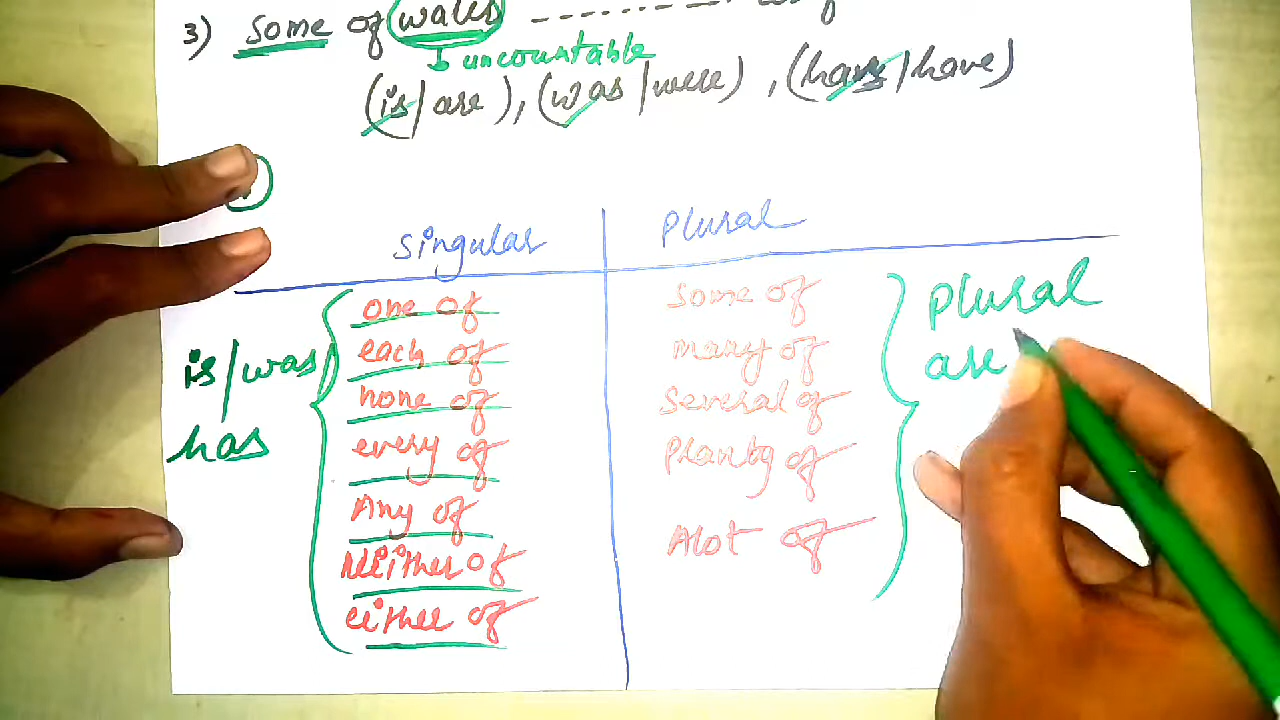 3) some of water ----------
uncountable
(is/are), (was/were), (has/have)
singular Plural
one of
each of
none of
every of
Any of
Neither of
either of
is/was
has
some of
many of
Several of
Planty of
Alot of
plural
are